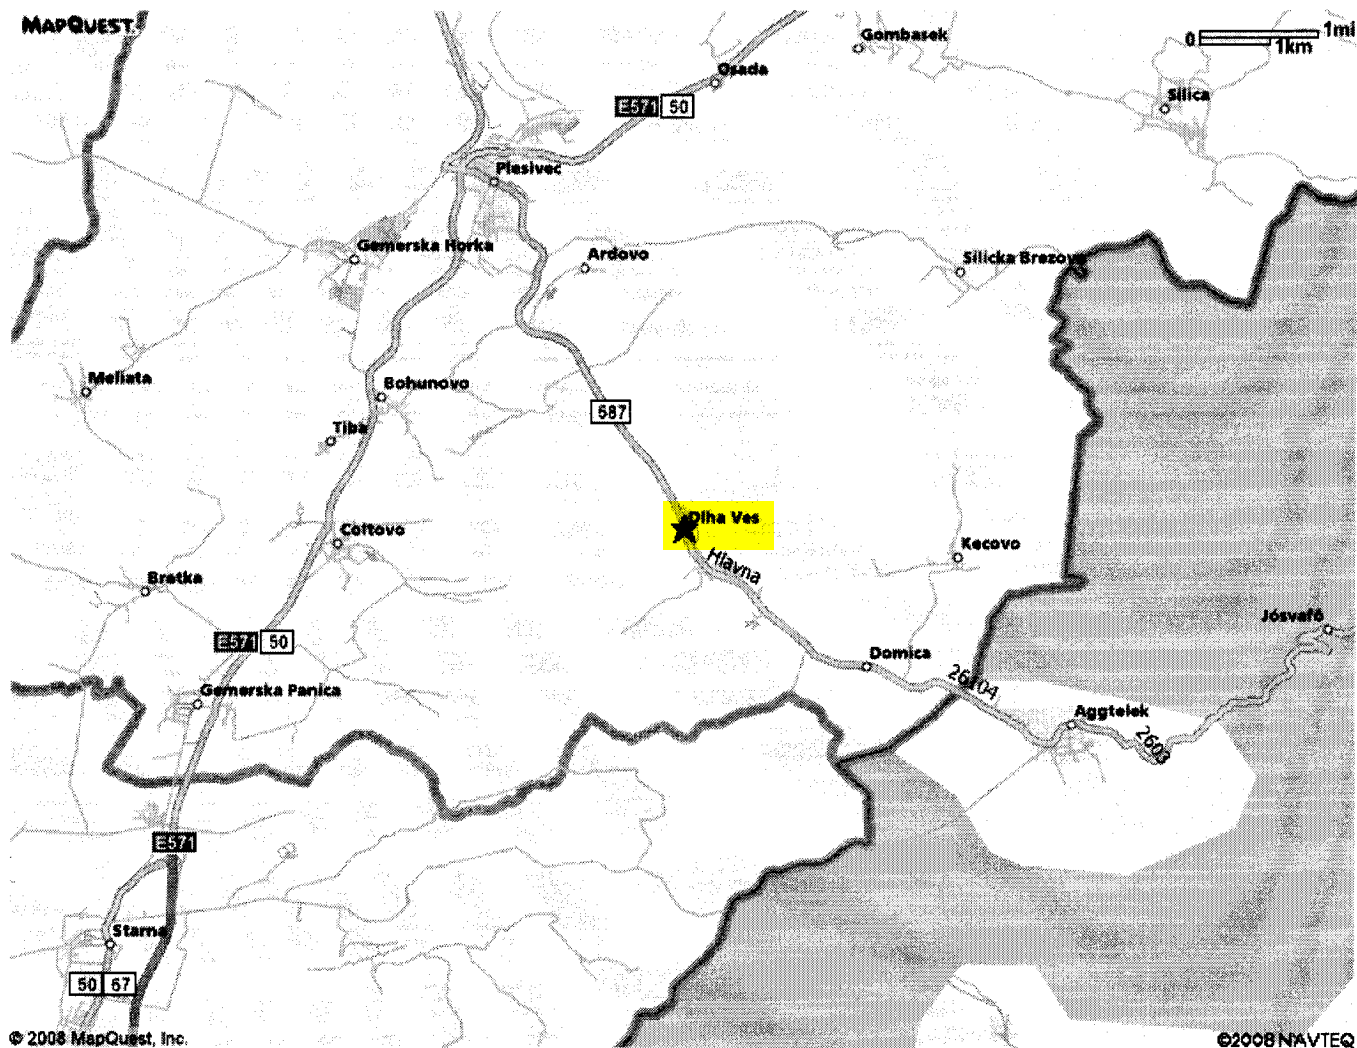 MAPQUEST
Gombasek
0 1mi
1km
Osada
E571 50
Silica
Plesivec
Gemerska Horka
Ardovo
Silicka Brezova
Meliata
Bohunovo
587
Tiba
Dlha Ves
Coltovo
Hlavna
Kecovo
Bretka
Jósvafő
E571 50
Domica
26104
Gemerska Panica
Aggtelek
2603
E571
Starna
50 67
© 2008 MapQuest, Inc.
©2008 NAVTEQ